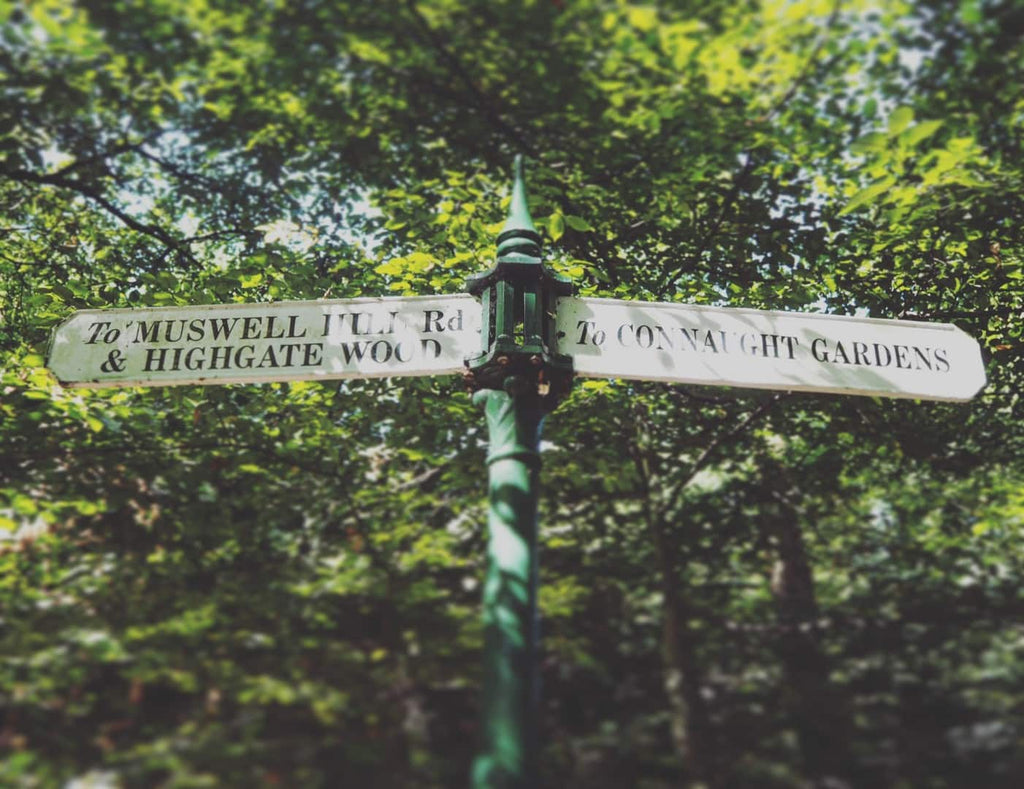 To MUSWELL HILL Rd
& HIGHGATE WOOD
To CONNAUGHT GARDENS